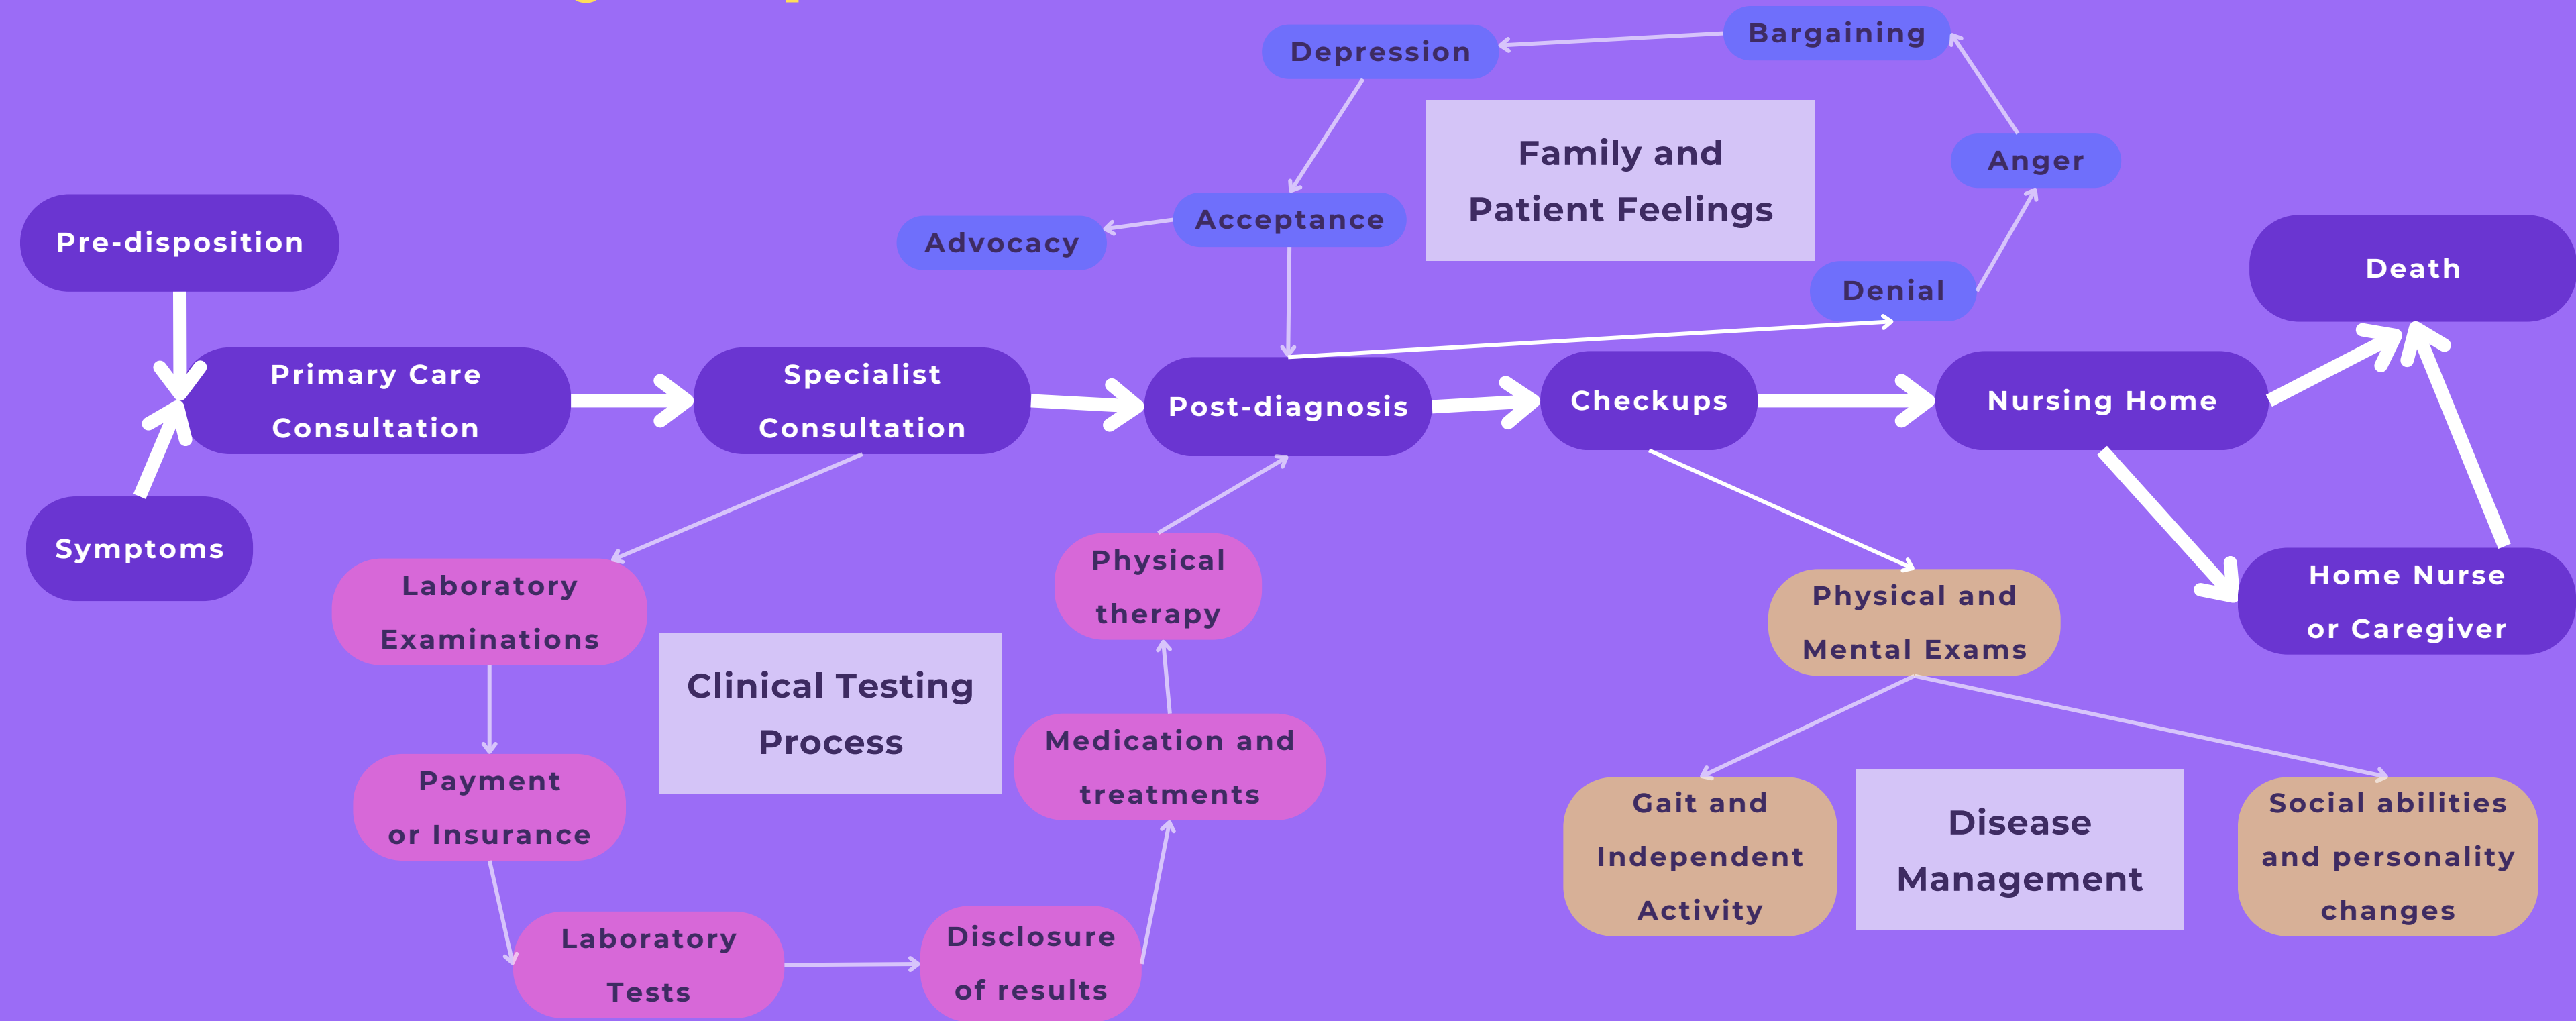 Depression
Bargaining
Family and
Patient Feelings
Anger
Acceptance
Advocacy
Denial
Pre-disposition
Death
Primary Care
Consultation
Specialist
Consultation
Post-diagnosis
Checkups
Nursing Home
Symptoms
Laboratory
Examinations
Clinical Testing
Process
Physical
therapy
Physical and
Mental Exams
Home Nurse
or Caregiver
Payment
or Insurance
Medication and
treatments
Gait and
Independent
Activity
Disease
Management
Social abilities
and personality
changes
Laboratory
Tests
Disclosure
of results